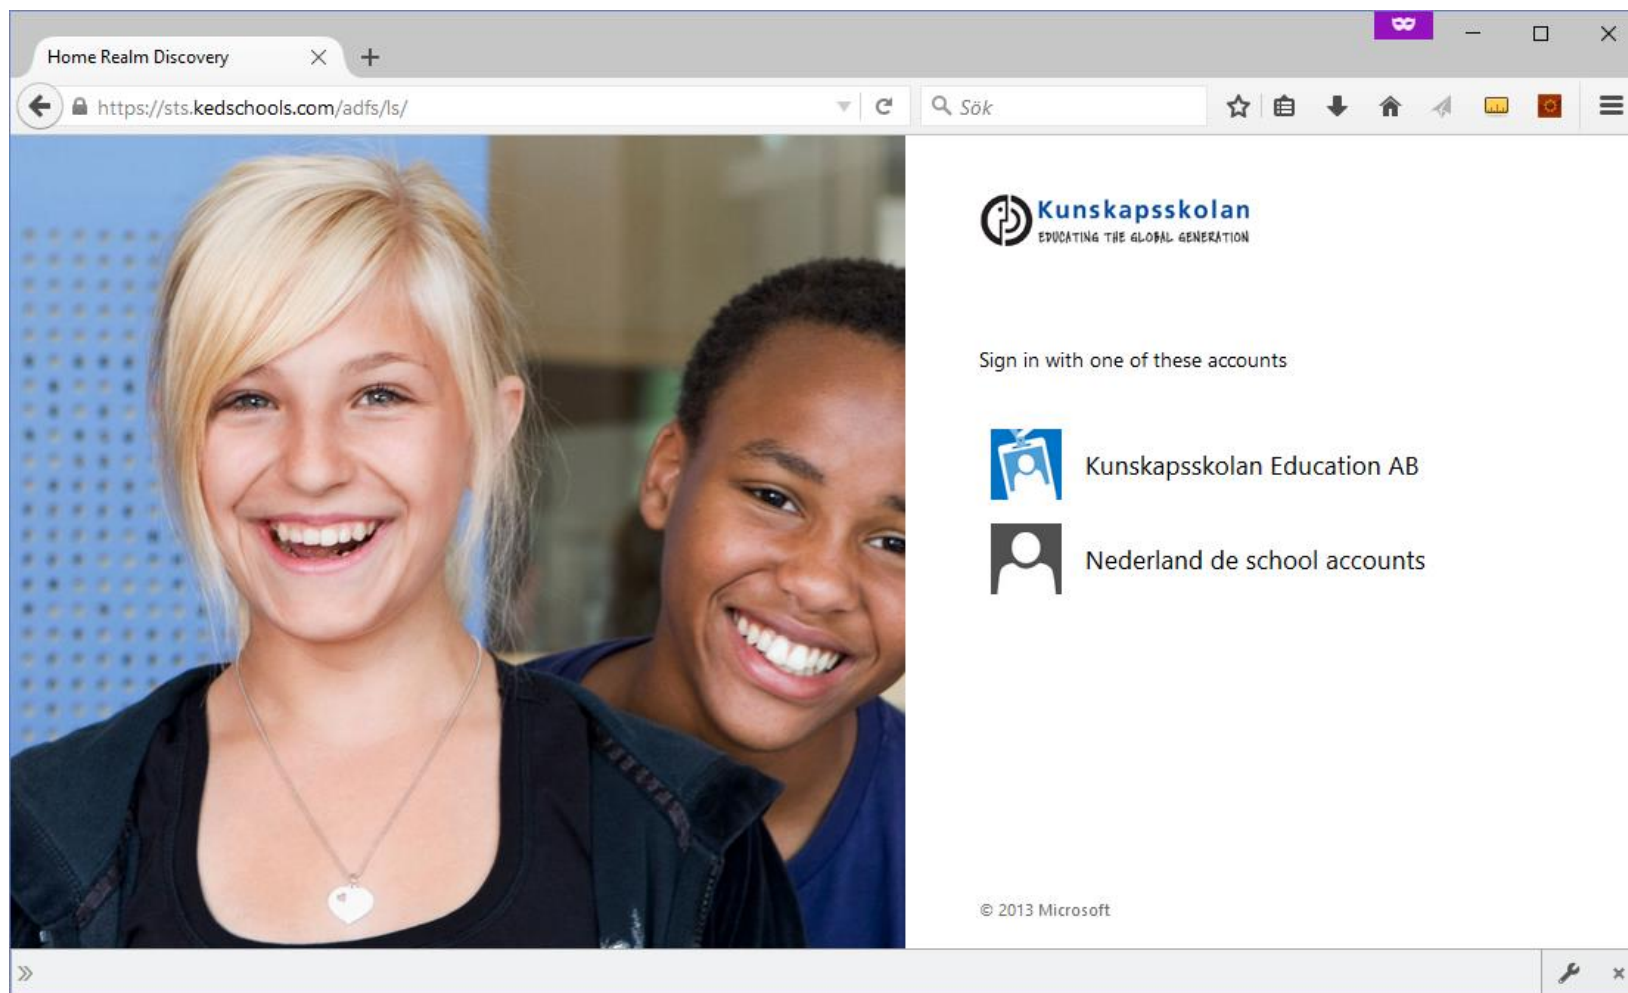 Home Realm Discovery
https://sts.kedschools.com/adfs/ls/
Sök
Kunskapsskolan
EDUCATING THE GLOBAL GENERATION
Sign in with one of these accounts
Kunskapsskolan Education AB
Nederland de school accounts
© 2013 Microsoft